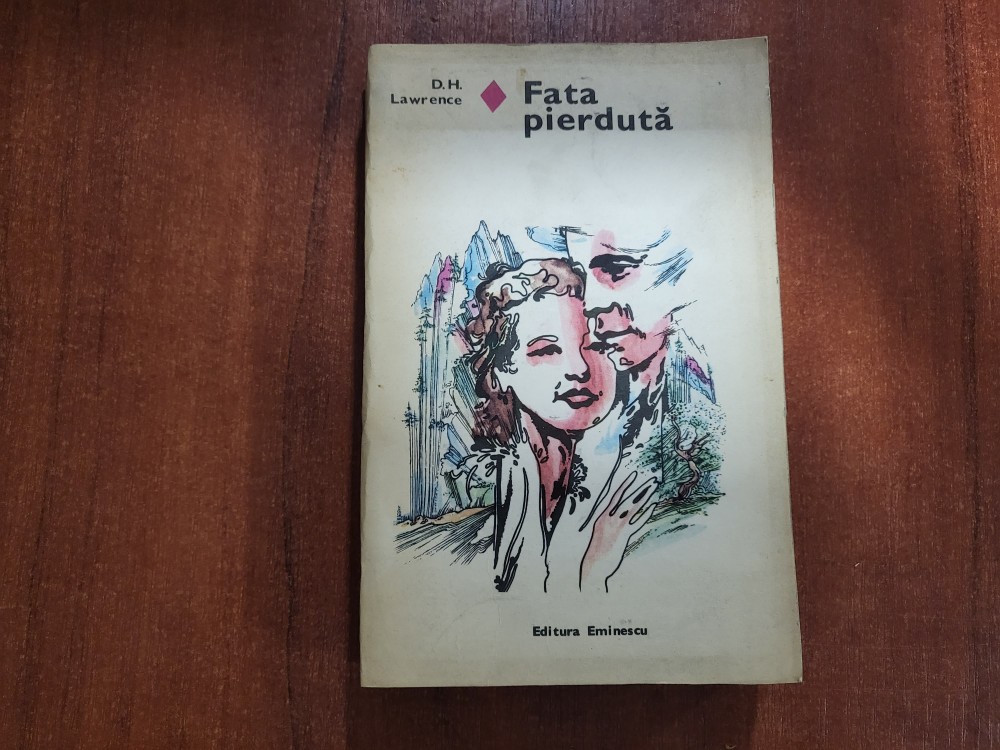 D.H.
Lawrence
Fata
pierdută
Editura Eminescu